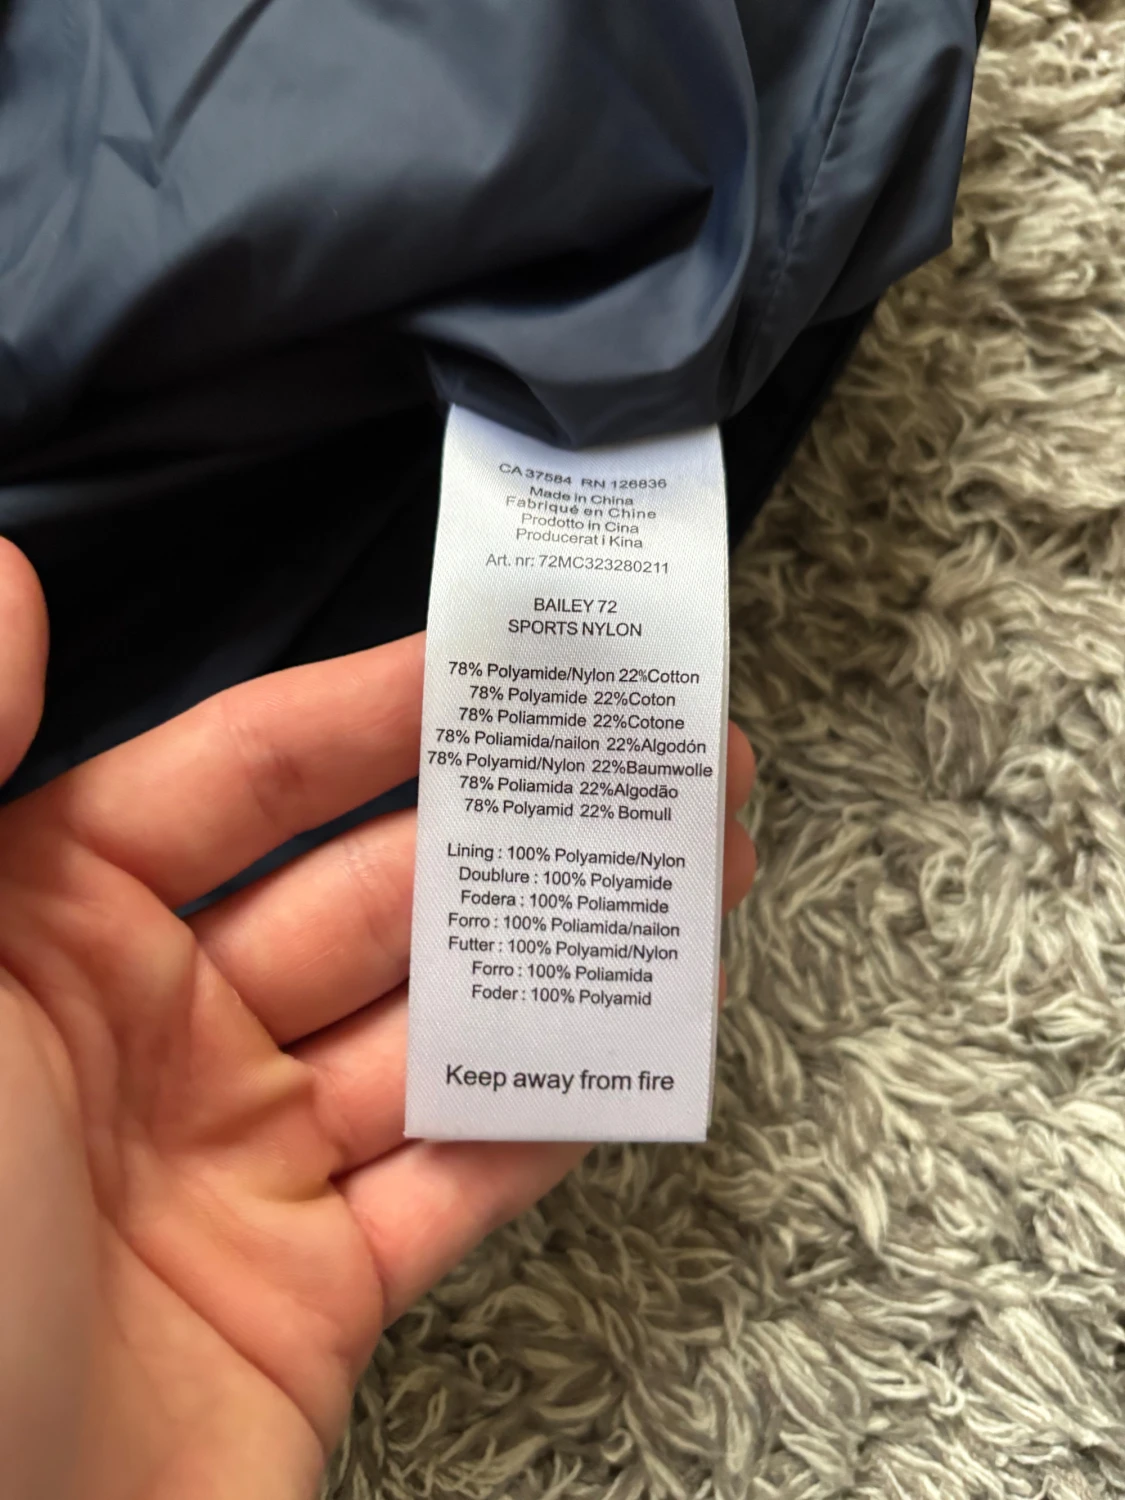 CA 37584 RN 126836
Made in China
Fabriqué en Chine
Prodotto in Cina
Producerat i Kina
Art. nr: 72MC323280211
BAILEY 72
SPORTS NYLON
78% Polyamide/Nylon 22%Cotton
78% Polyamide 22%Coton
78% Poliammide 22%Cotone
78% Poliamida/nailon 22%Algodón
78% Polyamid/Nylon 22%Baumwolle
78% Poliamida 22%Algodão
78% Polyamid 22% Bomull
Lining : 100% Polyamide/Nylon
Doublure : 100% Polyamide
Fodera : 100% Poliammide
Forro : 100% Poliamida/nailon
Futter : 100% Polyamid/Nylon
Forro : 100% Poliamida
Foder : 100% Polyamid
Keep away from fire